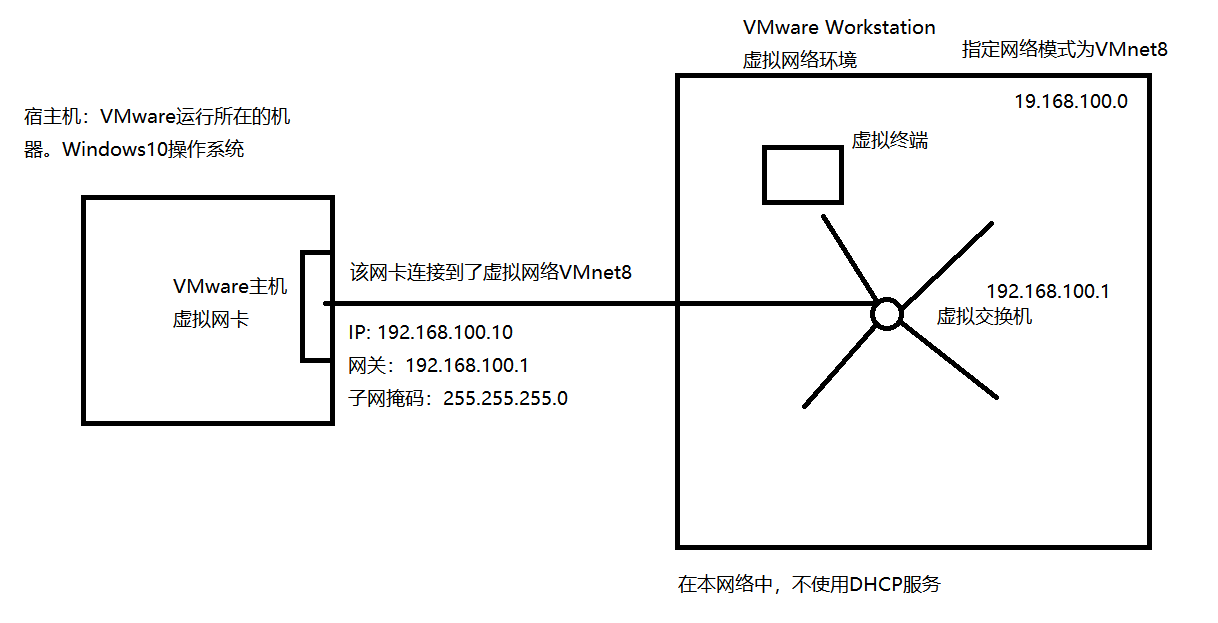 VMware Workstation
虚拟网络环境
指定网络模式为VMnet8
19.168.100.0
宿主机：VMware运行所在的机
器。Windows10操作系统
虚拟终端
VMware主机
虚拟网卡
该网卡连接到了虚拟网络VMnet8
IP: 192.168.100.10
网关：192.168.100.1
子网掩码：255.255.255.0
192.168.100.1
虚拟交换机
在本网络中，不使用DHCP服务